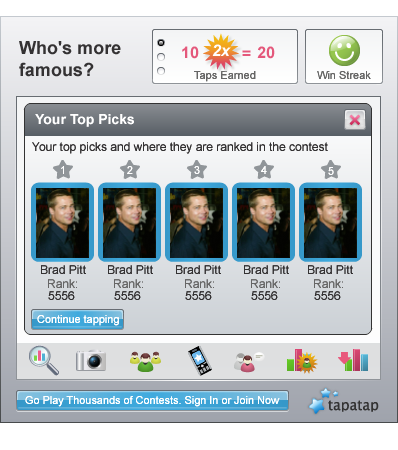 Who's more
famous?
10 2x = 20
Taps Earned
Win Streak
Your Top Picks
Your top picks and where they are ranked in the contest
1 2 3 4 5
Brad Pitt Brad Pitt Brad Pitt Brad Pitt Brad Pitt
Rank: Rank: Rank: Rank: Rank:
5556 5556 5556 5556 5556
Continue tapping
Go Play Thousands of Contests. Sign In or Join Now
tapatap